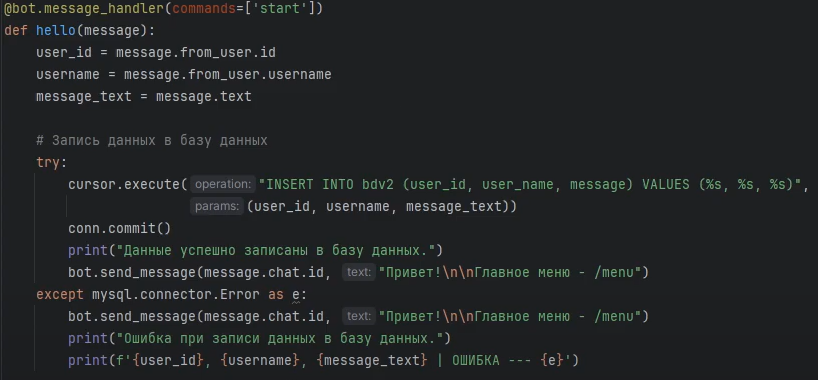 @bot.message_handler(commands=['start'])
def hello(message):
    user_id = message.from_user.id
    username = message.from_user.username
    message_text = message.text

    # Запись данных в базу данных
    try:
        cursor.execute( operation: "INSERT INTO bdv2 (user_id, user_name, message) VALUES (%s, %s, %s)",
                       params: (user_id, username, message_text))
        conn.commit()
        print("Данные успешно записаны в базу данных.")
        bot.send_message(message.chat.id, text: "Привет!\n\nГлавное меню - /menu")
    except mysql.connector.Error as e:
        bot.send_message(message.chat.id, text: "Привет!\n\nГлавное меню - /menu")
        print("Ошибка при записи данных в базу данных.")
        print(f'{user_id}, {username}, {message_text} | ОШИБКА --- {e}')